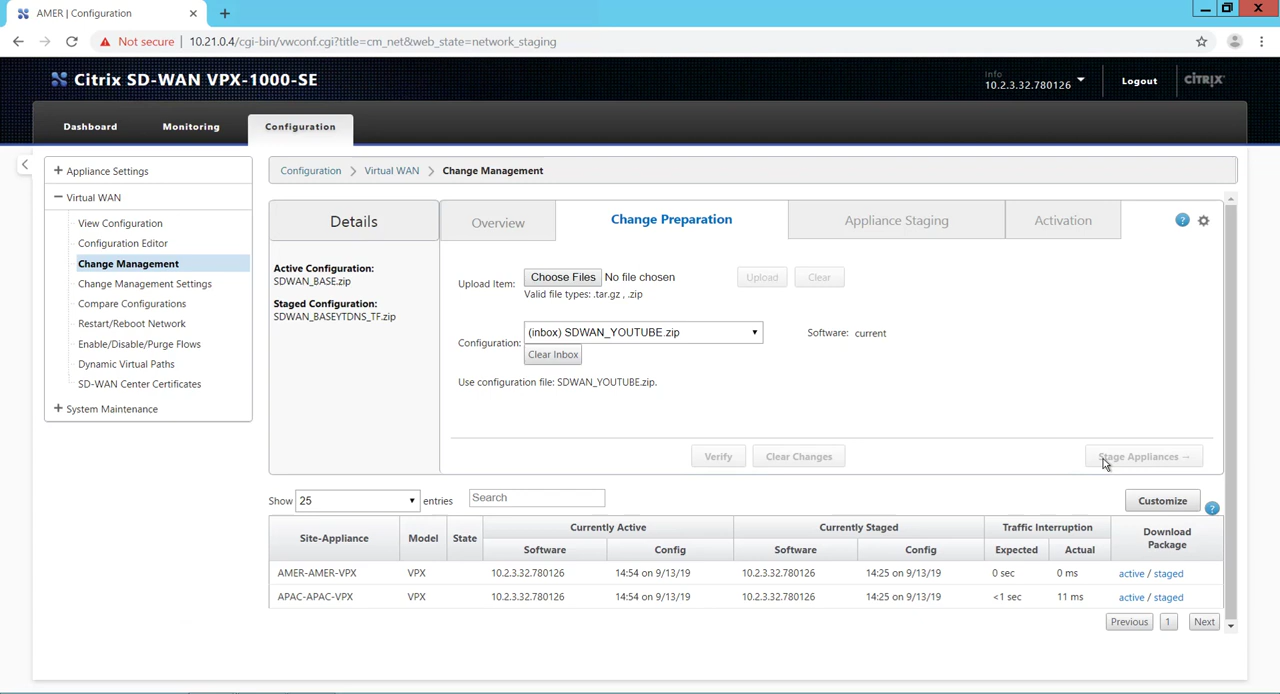 AMER | Configuration
Not secure | 10.21.0.4/cgi-bin/vwconf.cgi?title=cm_net&web_state=network_staging
Citrix SD-WAN VPX-1000-SE
Info
10.2.3.32.780126
Logout
CITRIX
Dashboard
Monitoring
Configuration
Appliance Settings
Virtual WAN
View Configuration
Configuration Editor
Change Management
Change Management Settings
Compare Configurations
Restart/Reboot Network
Enable/Disable/Purge Flows
Dynamic Virtual Paths
SD-WAN Center Certificates
System Maintenance
Configuration > Virtual WAN > Change Management
Details
Active Configuration:
SDWAN_BASE.zip
Staged Configuration:
SDWAN_BASEYTDNS_TF.zip
Overview
Change Preparation
Appliance Staging
Activation
Upload Item:
Choose Files No file chosen
Upload
Clear
Valid file types: .tar.gz , .zip
Configuration:
(inbox) SDWAN_YOUTUBE.zip
Software: current
Clear Inbox
Use configuration file: SDWAN_YOUTUBE.zip.
Verify
Clear Changes
Stage Appliances →
Show 25 entries
Search
Customize
Site-Appliance Model State Currently Active Currently Staged Traffic Interruption Download Package
Software Config Software Config Expected Actual
AMER-AMER-VPX VPX 10.2.3.32.780126 14:54 on 9/13/19 10.2.3.32.780126 14:25 on 9/13/19 0 sec 0 ms active / staged
APAC-APAC-VPX VPX 10.2.3.32.780126 14:54 on 9/13/19 10.2.3.32.780126 14:25 on 9/13/19 <1 sec 11 ms active / staged
Previous 1 Next